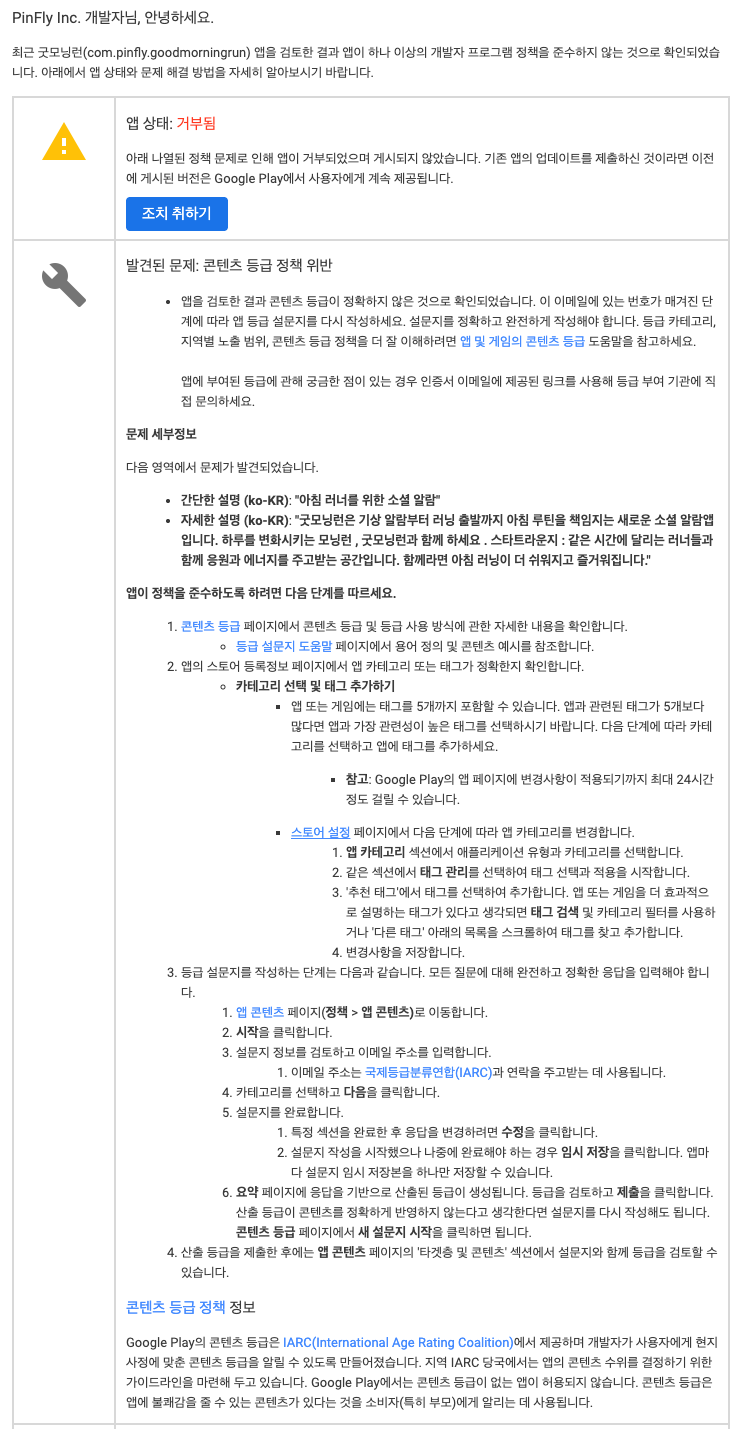 PinFly Inc. 개발자님, 안녕하세요.
최근 굿모닝런(com.pinfly.goodmorningrun) 앱을 검토한 결과 앱이 하나 이상의 개발자 프로그램 정책을 준수하지 않는 것으로 확인되었습
니다. 아래에서 앱 상태와 문제 해결 방법을 자세히 알아보시기 바랍니다.
앱 상태: 거부됨
아래 나열된 정책 문제로 인해 앱이 거부되었으며 게시되지 않았습니다. 기존 앱의 업데이트를 제출하신 것이라면 이전
에 게시된 버전은 Google Play에서 사용자에게 계속 제공됩니다.
조치 취하기
발견된 문제: 콘텐츠 등급 정책 위반
• 앱을 검토한 결과 콘텐츠 등급이 정확하지 않은 것으로 확인되었습니다. 이 이메일에 있는 번호가 매겨진 단
계에 따라 앱 등급 설문지를 다시 작성하세요. 설문지를 정확하고 완전하게 작성해야 합니다. 등급 카테고리,
지역별 노출 범위, 콘텐츠 등급 정책을 더 잘 이해하려면 앱 및 게임의 콘텐츠 등급 도움말을 참고하세요.
앱에 부여된 등급에 관해 궁금한 점이 있는 경우 인증서 이메일에 제공된 링크를 사용해 등급 부여 기관에 직
접 문의하세요.
문제 세부정보
다음 영역에서 문제가 발견되었습니다.
• 간단한 설명 (ko-KR): "아침 러너를 위한 소셜 알람"
• 자세한 설명 (ko-KR): "굿모닝런은 기상 알람부터 러닝 출발까지 아침 루틴을 책임지는 새로운 소셜 알람앱
입니다. 하루를 변화시키는 모닝런 , 굿모닝런과 함께 하세요 . 스타트라운지 : 같은 시간에 달리는 러너들과
함께 응원과 에너지를 주고받는 공간입니다. 함께라면 아침 러닝이 더 쉬워지고 즐거워집니다."
앱이 정책을 준수하도록 하려면 다음 단계를 따르세요.
1. 콘텐츠 등급 페이지에서 콘텐츠 등급 및 등급 사용 방식에 관한 자세한 내용을 확인합니다.
◦ 등급 설문지 도움말 페이지에서 용어 정의 및 콘텐츠 예시를 참조합니다.
2. 앱의 스토어 등록정보 페이지에서 앱 카테고리 또는 태그가 정확한지 확인합니다.
◦ 카테고리 선택 및 태그 추가하기
▪ 앱 또는 게임에는 태그를 5개까지 포함할 수 있습니다. 앱과 관련된 태그가 5개보다
많다면 앱과 가장 관련성이 높은 태그를 선택하시기 바랍니다. 다음 단계에 따라 카테
고리를 선택하고 앱에 태그를 추가하세요.
▪ 참고: Google Play의 앱 페이지에 변경사항이 적용되기까지 최대 24시간
정도 걸릴 수 있습니다.
▪ 스토어 설정 페이지에서 다음 단계에 따라 앱 카테고리를 변경합니다.
1. 앱 카테고리 섹션에서 애플리케이션 유형과 카테고리를 선택합니다.
2. 같은 섹션에서 태그 관리를 선택하여 태그 선택과 적용을 시작합니다.
3. '추천 태그'에서 태그를 선택하여 추가합니다. 앱 또는 게임을 더 효과적으
로 설명하는 태그가 있다고 생각되면 태그 검색 및 카테고리 필터를 사용하
거나 '다른 태그' 아래의 목록을 스크롤하여 태그를 찾고 추가합니다.
4. 변경사항을 저장합니다.
3. 등급 설문지를 작성하는 단계는 다음과 같습니다. 모든 질문에 대해 완전하고 정확한 응답을 입력해야 합니
다.
1. 앱 콘텐츠 페이지(정책 > 앱 콘텐츠)로 이동합니다.
2. 시작을 클릭합니다.
3. 설문지 정보를 검토하고 이메일 주소를 입력합니다.
1. 이메일 주소는 국제등급분류연합(IARC)과 연락을 주고받는 데 사용됩니다.
4. 카테고리를 선택하고 다음을 클릭합니다.
5. 설문지를 완료합니다.
1. 특정 섹션을 완료한 후 응답을 변경하려면 수정을 클릭합니다.
2. 설문지 작성을 시작했으나 나중에 완료해야 하는 경우 임시 저장을 클릭합니다. 앱마
다 설문지 임시 저장본을 하나만 저장할 수 있습니다.
6. 요약 페이지에 응답을 기반으로 산출된 등급이 생성됩니다. 등급을 검토하고 제출을 클릭합니다.
산출 등급이 콘텐츠를 정확하게 반영하지 않는다고 생각한다면 설문지를 다시 작성해도 됩니다.
콘텐츠 등급 페이지에서 새 설문지 시작을 클릭하면 됩니다.
4. 산출 등급을 제출한 후에는 앱 콘텐츠 페이지의 '타겟층 및 콘텐츠' 섹션에서 설문지와 함께 등급을 검토할 수
있습니다.
콘텐츠 등급 정책 정보
Google Play의 콘텐츠 등급은 IARC(International Age Rating Coalition)에서 제공하며 개발자가 사용자에게 현지
사정에 맞춘 콘텐츠 등급을 알릴 수 있도록 만들어졌습니다. 지역 IARC 당국에서는 앱의 콘텐츠 수위를 결정하기 위한
가이드라인을 마련해 두고 있습니다. Google Play에서는 콘텐츠 등급이 없는 앱이 허용되지 않습니다. 콘텐츠 등급은
앱에 불쾌감을 줄 수 있는 콘텐츠가 있다는 것을 소비자(특히 부모)에게 알리는 데 사용됩니다.